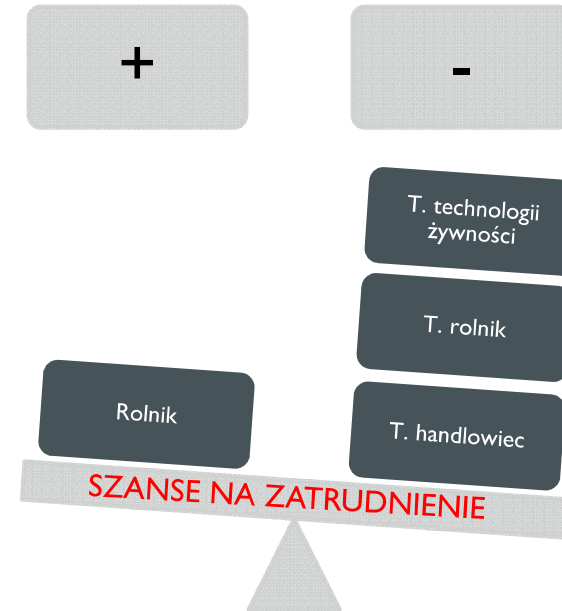 +
-
T. technologii
żywności
T. rolnik
Rolnik
T. handlowiec
SZANSE NA ZATRUDNIENIE